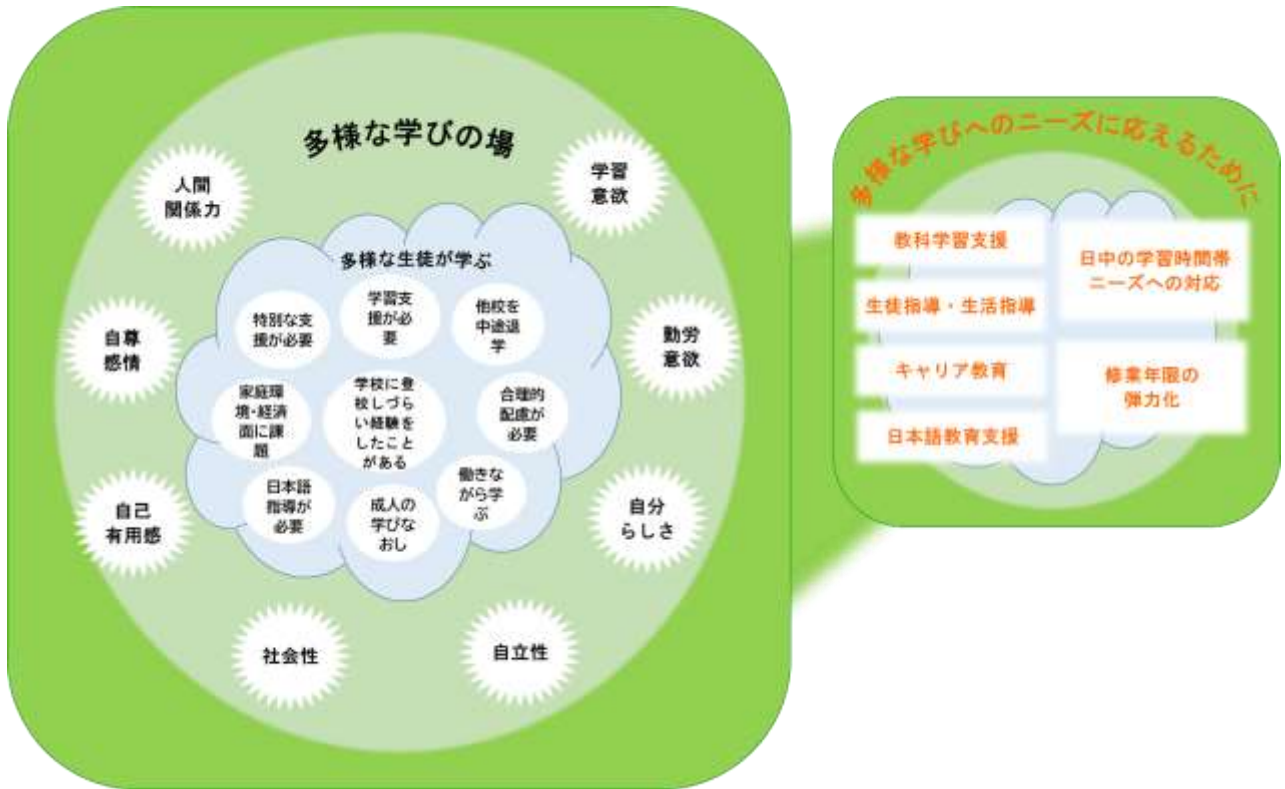 多様な学びの場
人間
関係力
学習
意欲
自尊
感情
勤労
意欲
自己
有用感
自分
らしさ
社会性
自立性
多様な生徒が学ぶ
特別な支
援が必要
学習支
援が必
要
他校を
中途退
学
家庭環
境・経済
面に課
題
学校に登
校しづら
い経験を
したこと
がある
合理的
配慮が
必要
日本語
指導が
必要
成人の
学びな
おし
働きな
がら学
ぶ
多様な学びへのニーズに応えるために
教科学習支援
生徒指導・生活指導
キャリア教育
日本語教育支援
日中の学習時間帯
ニーズへの対応
修業年限の
弾力化